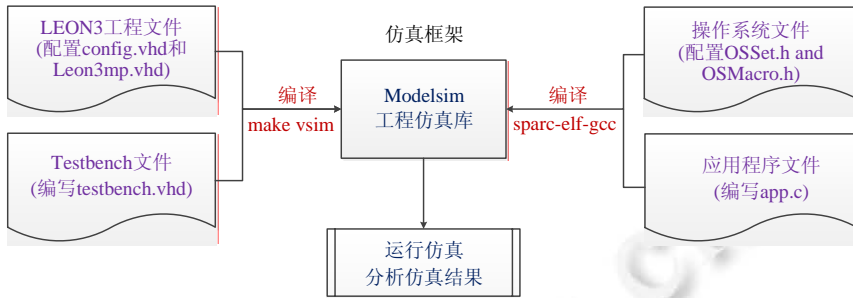 仿真框架
LEON3工程文件
(配置config.vhd和
Leon3mp.vhd)
Testbench文件
(编写testbench.vhd)
编译
make vsim
Modelsim
工程仿真库
编译
sparc-elf-gcc
操作系统文件
(配置OSSet.h and
OSMacro.h)
应用程序文件
(编写app.c)
运行仿真
分析仿真结果